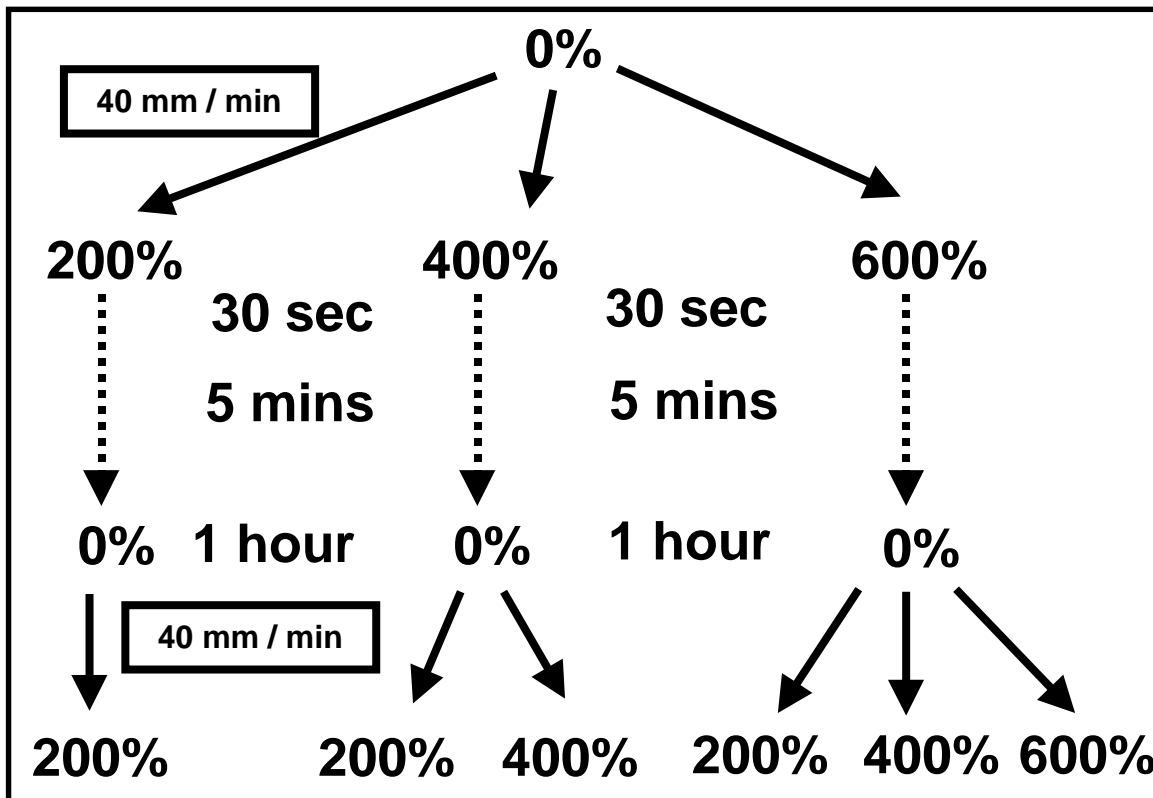 0%
40 mm / min
200% 400% 600%
30 sec 30 sec
5 mins 5 mins
0% 1 hour 0% 1 hour 0%
40 mm / min
200% 200% 400% 200% 400% 600%